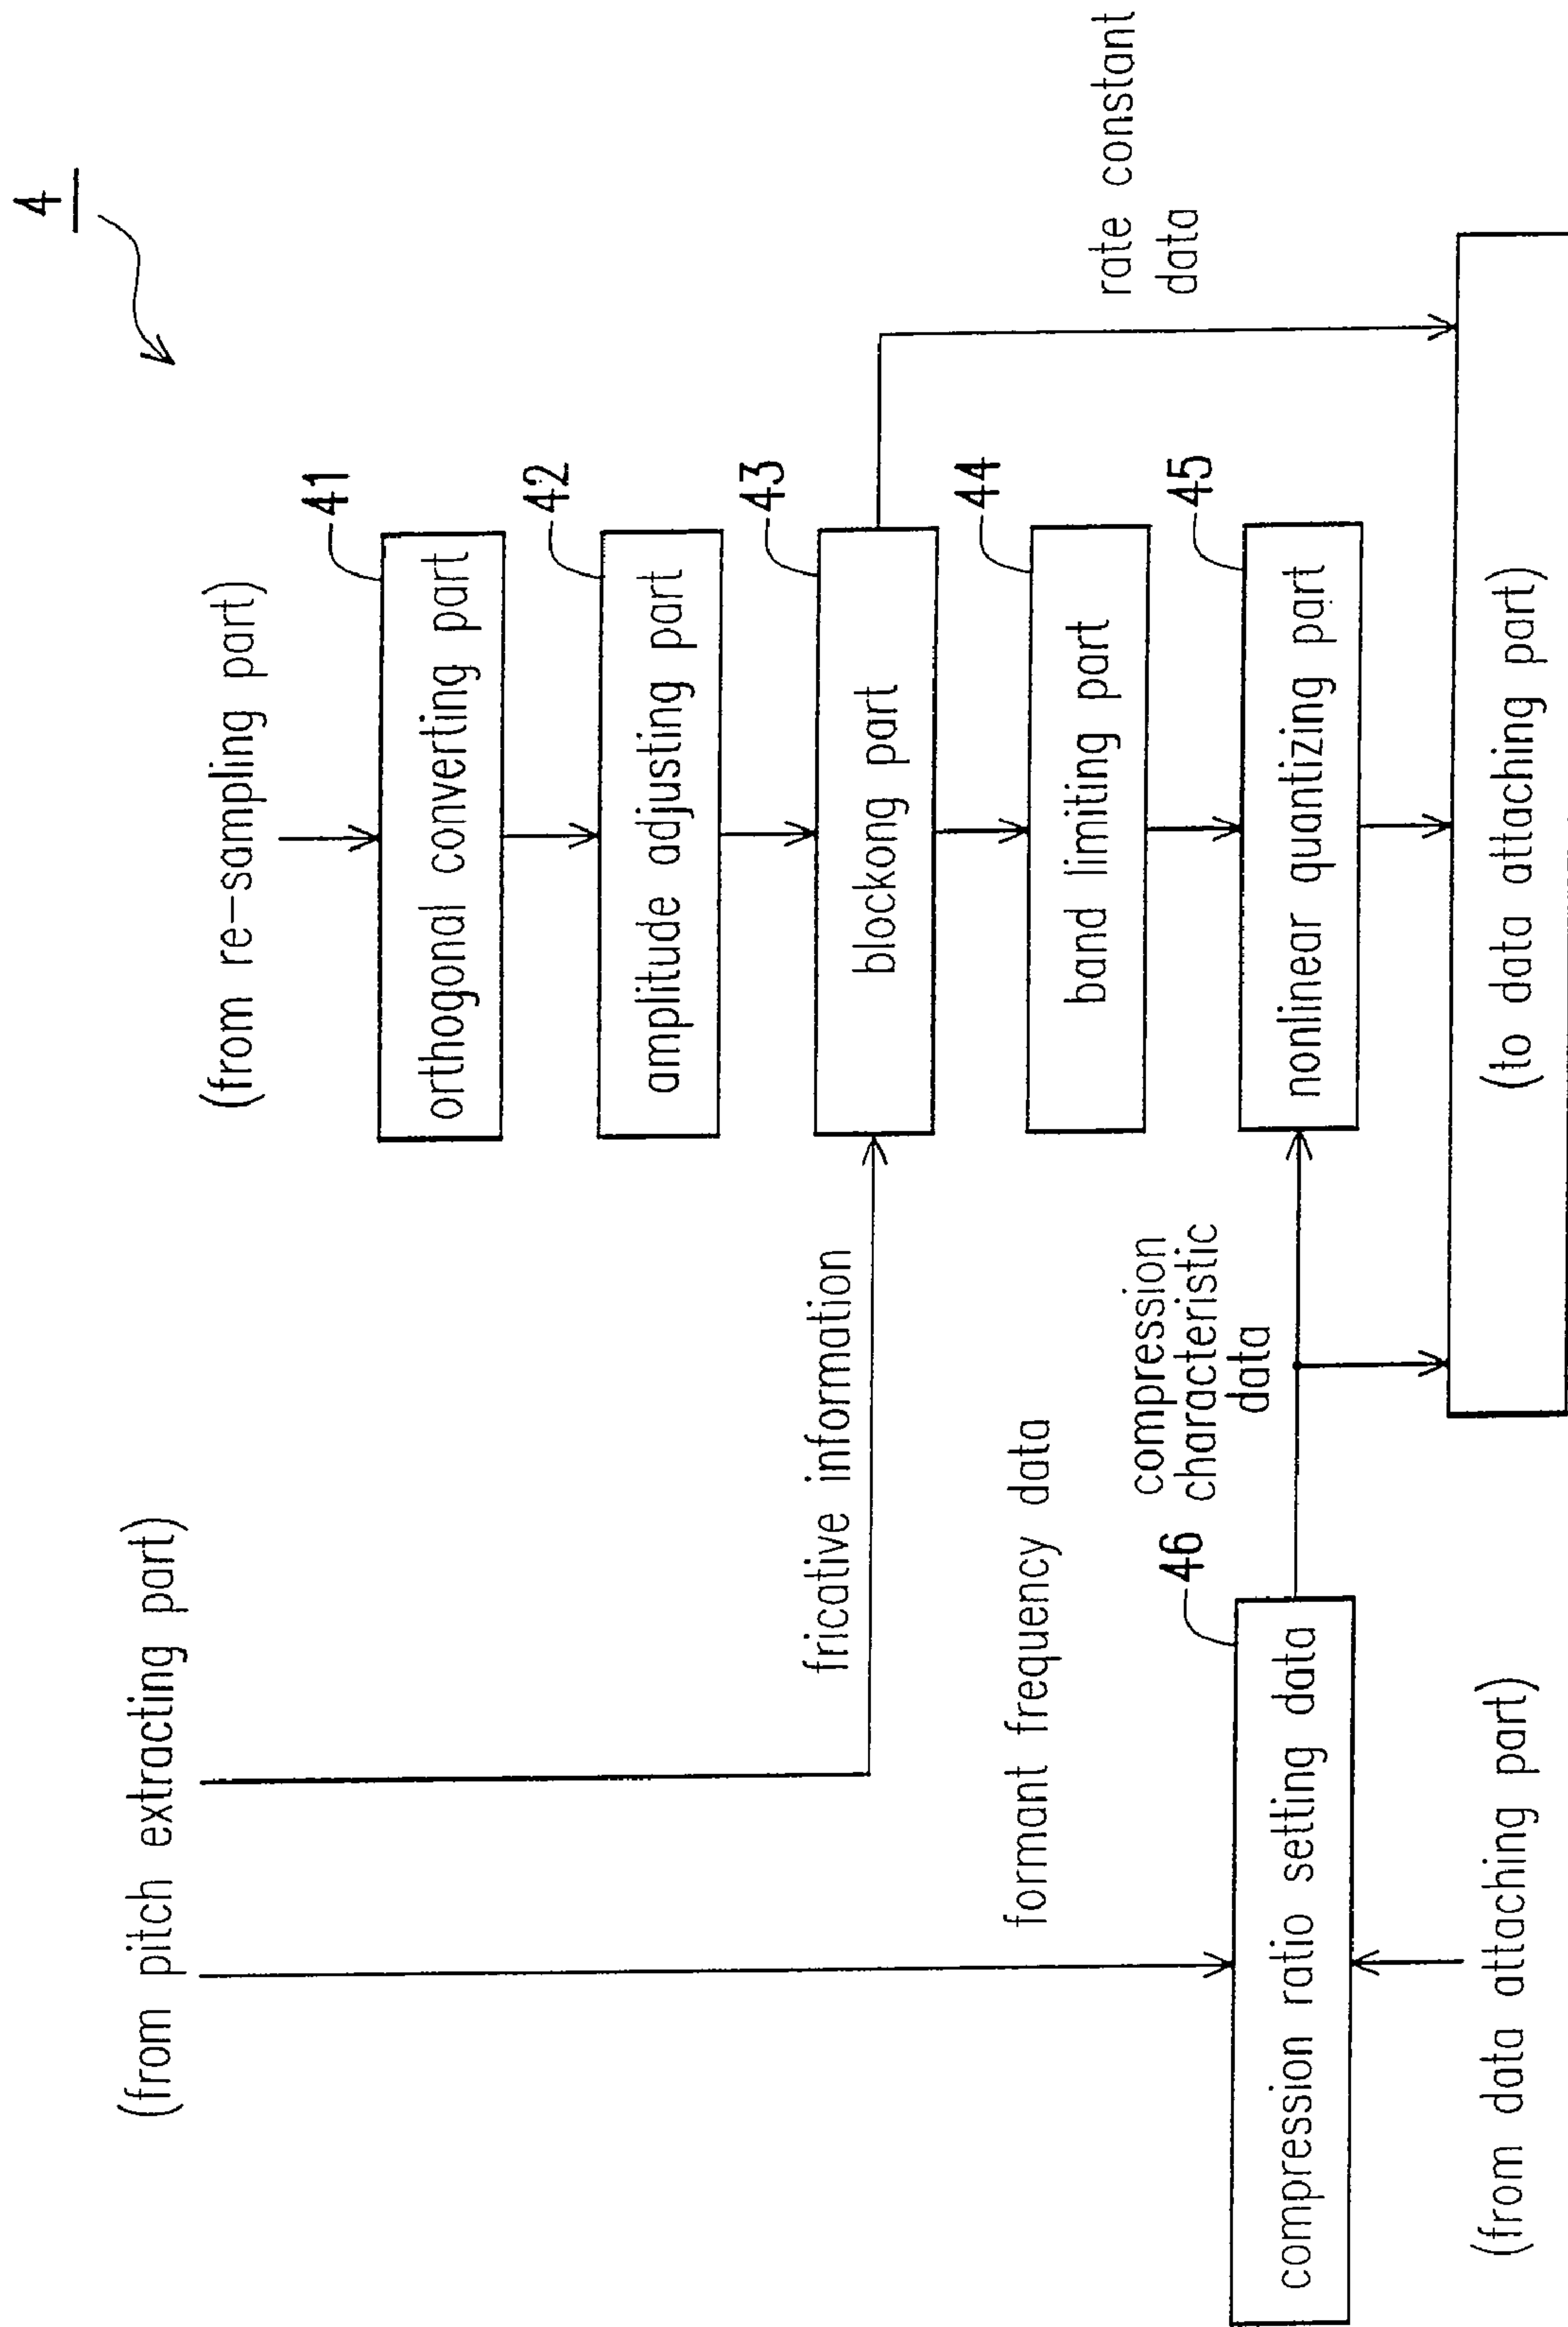 4
(from pitch extracting part)
(from re-sampling part)
41
orthogonal converting part
42
amplitude adjusting part
fricative information
43
blockong part
rate constant
data
formant frequency data
44
band limiting part
compression
characteristic
data
45
nonlinear quantizing part
46
compression ratio setting data
(from data attaching part)
(to data attaching part)